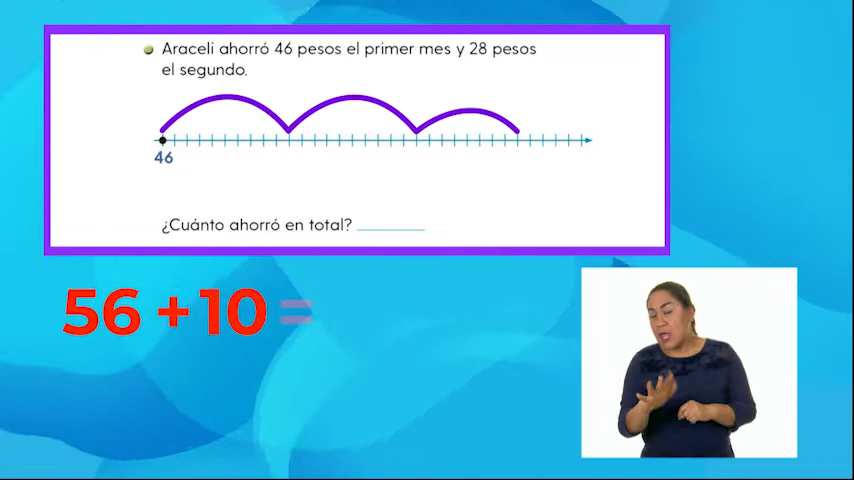 Araceli ahorró 46 pesos el primer mes y 28 pesos
el segundo.
46
¿Cuánto ahorró en total?
56 + 10 =